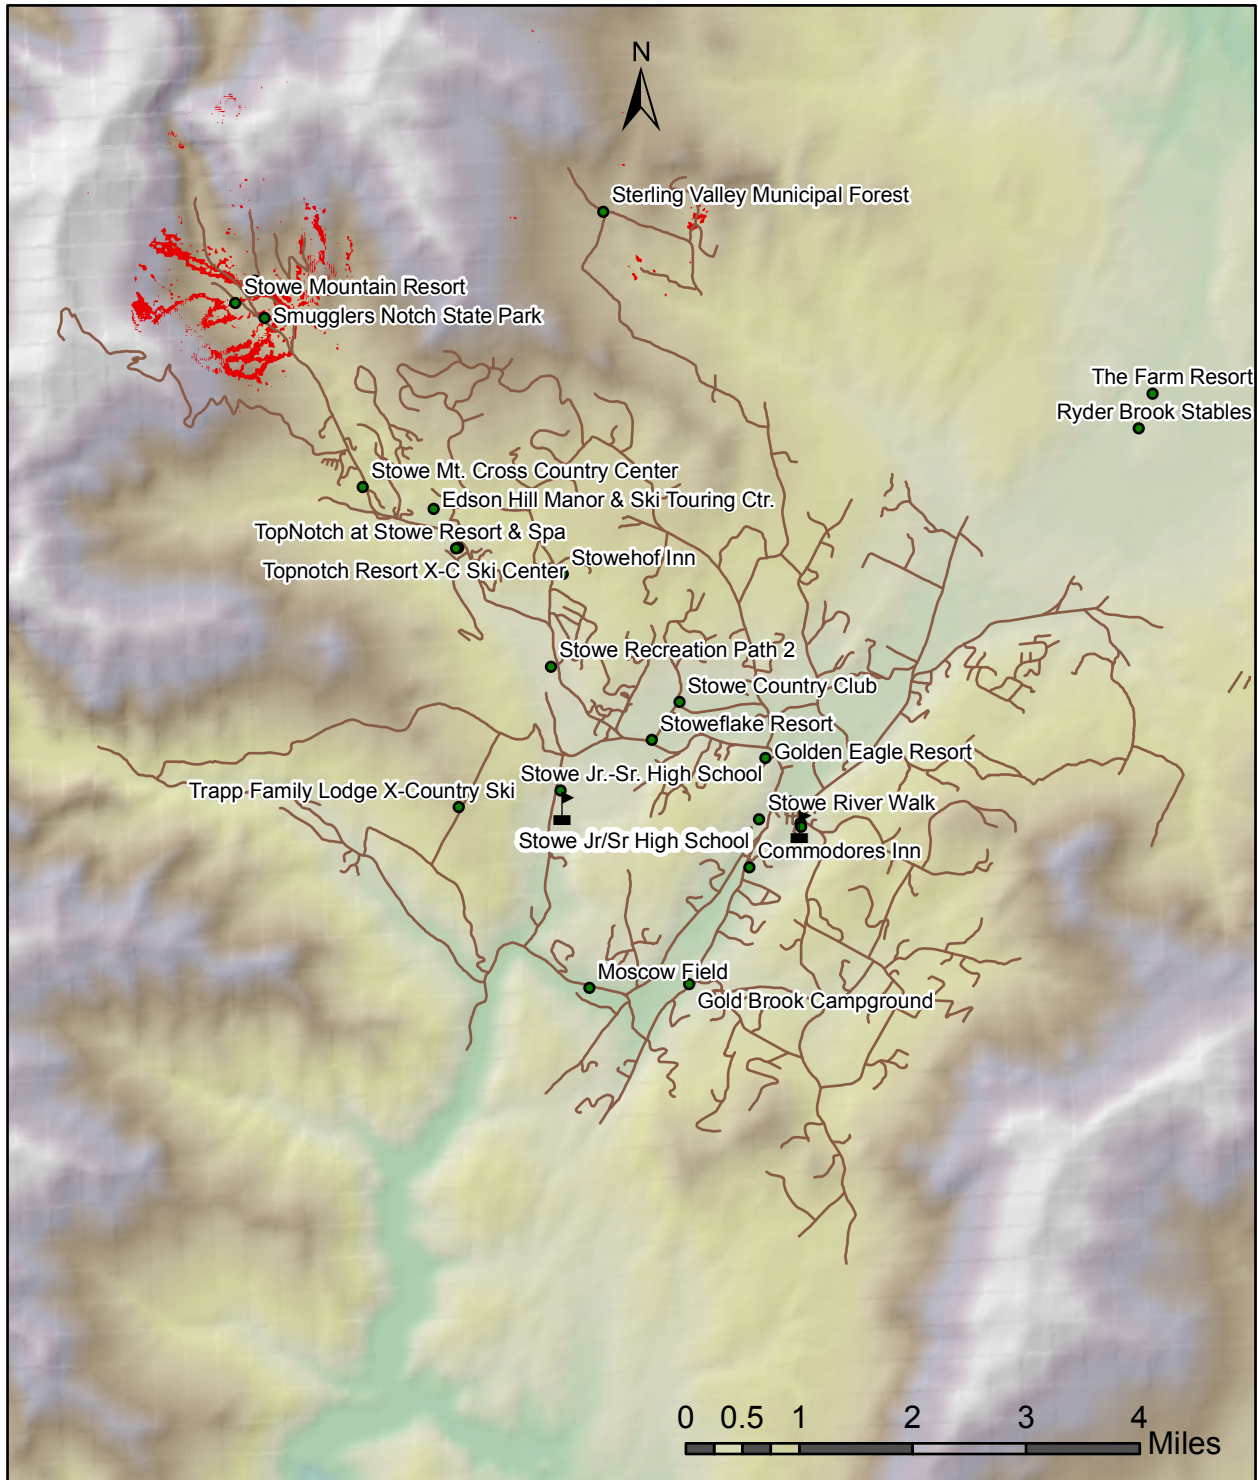 N
Sterling Valley Municipal Forest
Stowe Mountain Resort
Smugglers Notch State Park
The Farm Resort
Ryder Brook Stables
Stowe Mt. Cross Country Center
Edson Hill Manor & Ski Touring Ctr.
TopNotch at Stowe Resort & Spa
Stowehof Inn
Topnotch Resort X-C Ski Center
Stowe Recreation Path 2
Stowe Country Club
Stoweflake Resort
Golden Eagle Resort
Stowe Jr.-Sr. High School
Trapp Family Lodge X-Country Ski
Stowe River Walk
Stowe Jr/Sr High School
Commodores Inn
Moscow Field
Gold Brook Campground
0 0.5 1 2 3 4
Miles